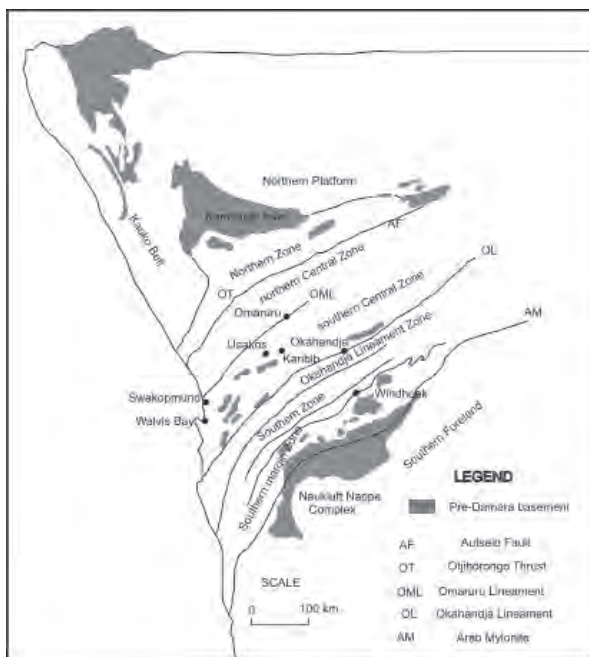 Northern Platform
Kamanjab Inlier
Kaoko Belt
Northern Zone
AF
OT
northern Central Zone
OML
OL
Omaruru
southern Central Zone
AM
Usakos
Okahandja
Karibib
Okahandja Lineament Zone
Swakopmund
Walvis Bay
Southern Zone
Windhoek
Southern margin Zone
Southern Foreland
Naukluft Nappe
Complex
LEGEND
Pre-Damara basement
AF Autseib Fault
OT Otjihorongo Thrust
OML Omaruru Lineament
OL Okahandja Lineament
AM Areb Mylonite
SCALE
0 100 km